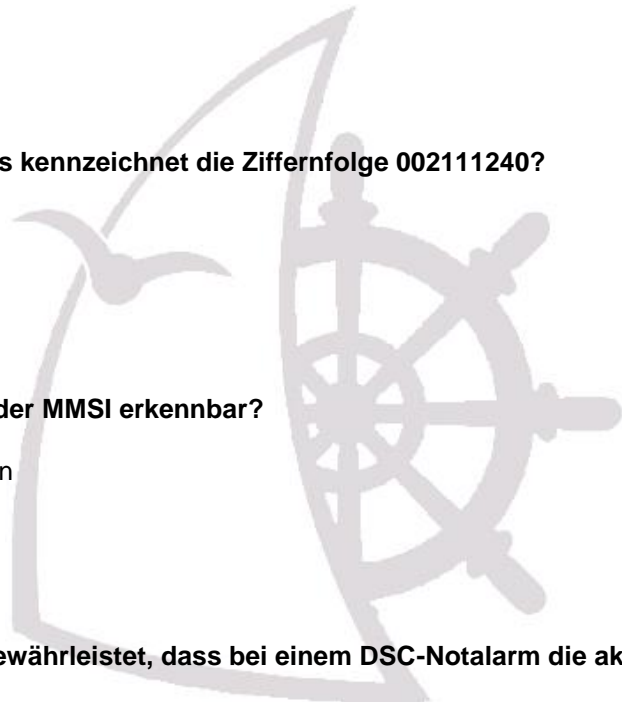 s kennzeichnet die Ziffernfolge 002111240?
der MMSI erkennbar?
n
ewährleistet, dass bei einem DSC-Notalarm die ak